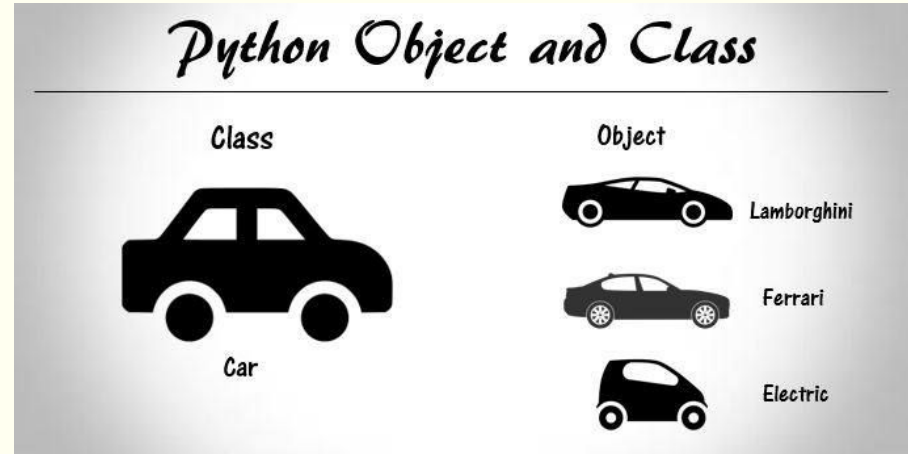 Python Object and Class
Class
Car
Object
Lamborghini
Ferrari
Electric